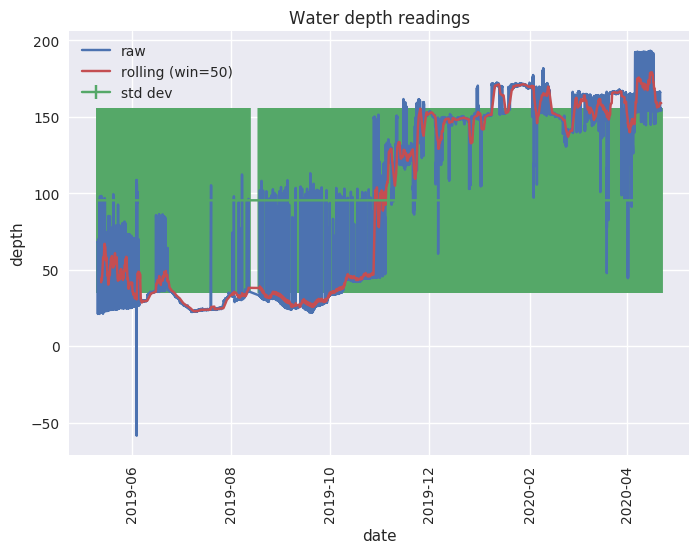 Water depth readings
raw
rolling (win=50)
std dev
200
150
100
50
0
−50
depth
2019-06
2019-08
2019-10
2019-12
2020-02
2020-04
date